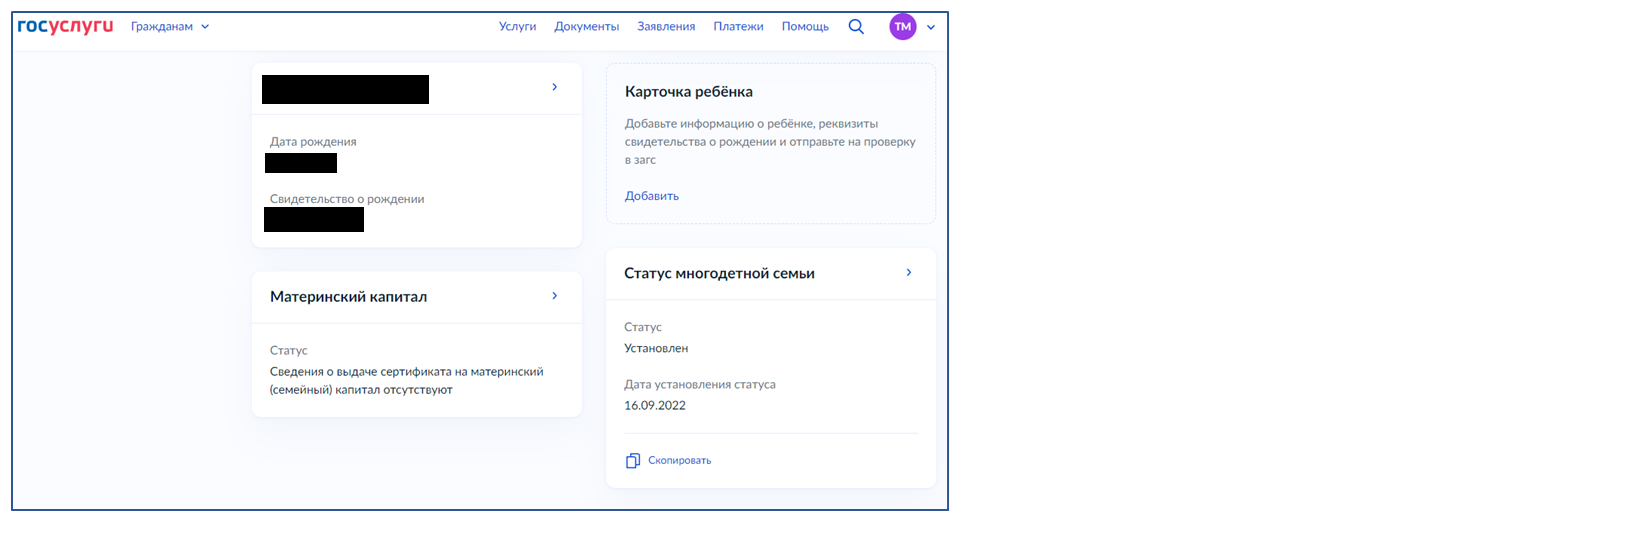 госуслуги Гражданам Услуги Документы Заявления Платежи Помощь ТМ
Дата рождения
Свидетельство о рождении
Материнский капитал
Статус
Сведения о выдаче сертификата на материнский
(семейный) капитал отсутствуют
Карточка ребёнка
Добавьте информацию о ребёнке, реквизиты
свидетельства о рождении и отправьте на проверку
в загс
Добавить
Статус многодетной семьи
Статус
Установлен
Дата установления статуса
16.09.2022
Скопировать